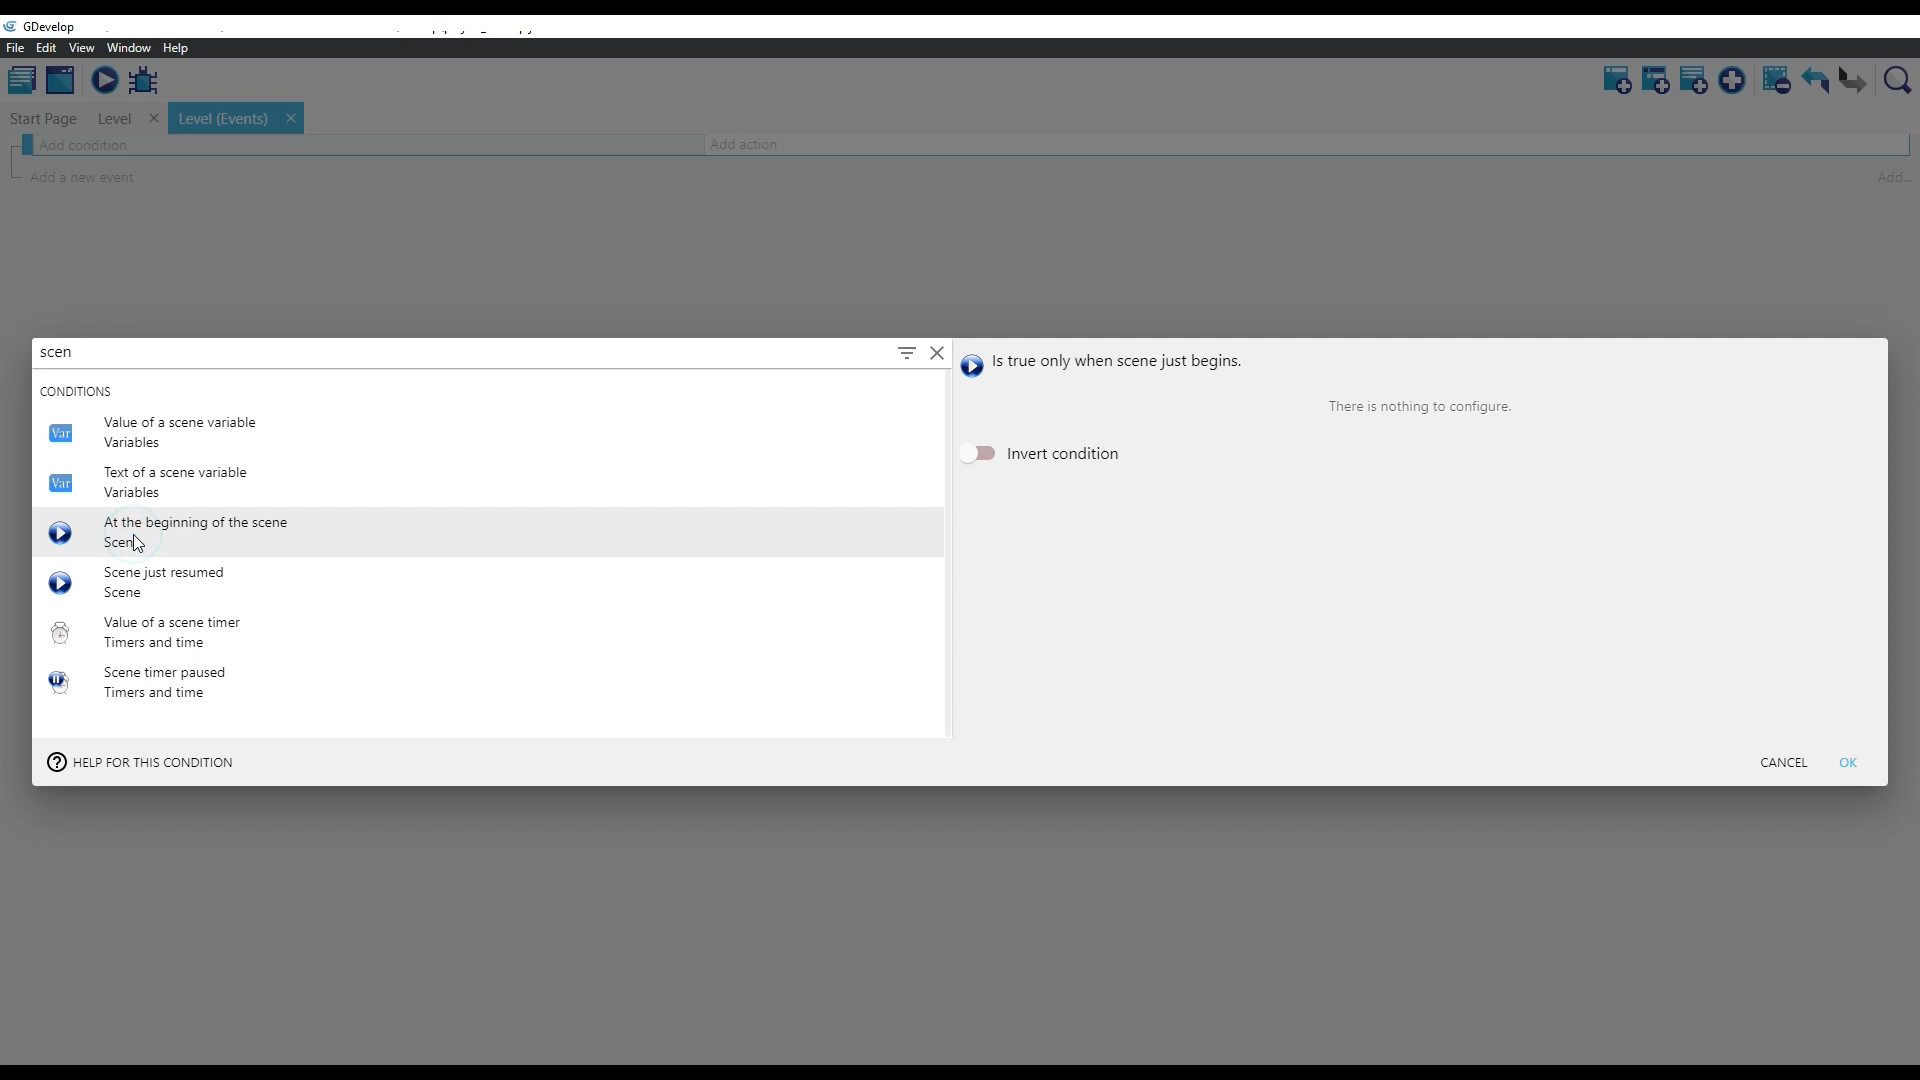 GDevelop
File Edit View Window Help
Start Page Level Level (Events)
Add condition Add action
Add a new event Add...
scen
Is true only when scene just begins.
CONDITIONS
There is nothing to configure.
Value of a scene variable
Var
Variables
Invert condition
Text of a scene variable
Var
Variables
At the beginning of the scene
Scen
Scene just resumed
Scene
Value of a scene timer
Timers and time
Scene timer paused
Timers and time
HELP FOR THIS CONDITION CANCEL OK